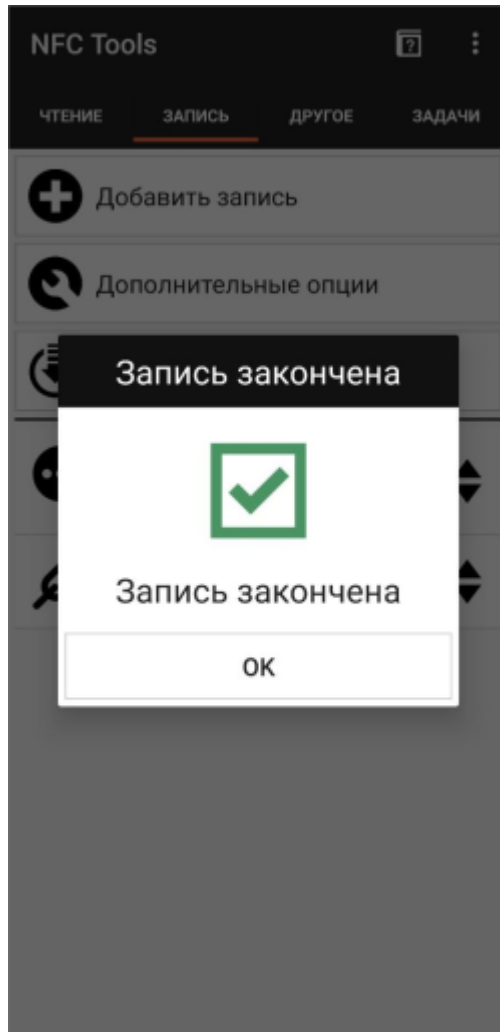 NFC Tools
ЧТЕНИЕ ЗАПИСЬ ДРУГОЕ ЗАДАЧИ
Добавить запись
Дополнительные опции
Запись закончена
Запись закончена
ОК